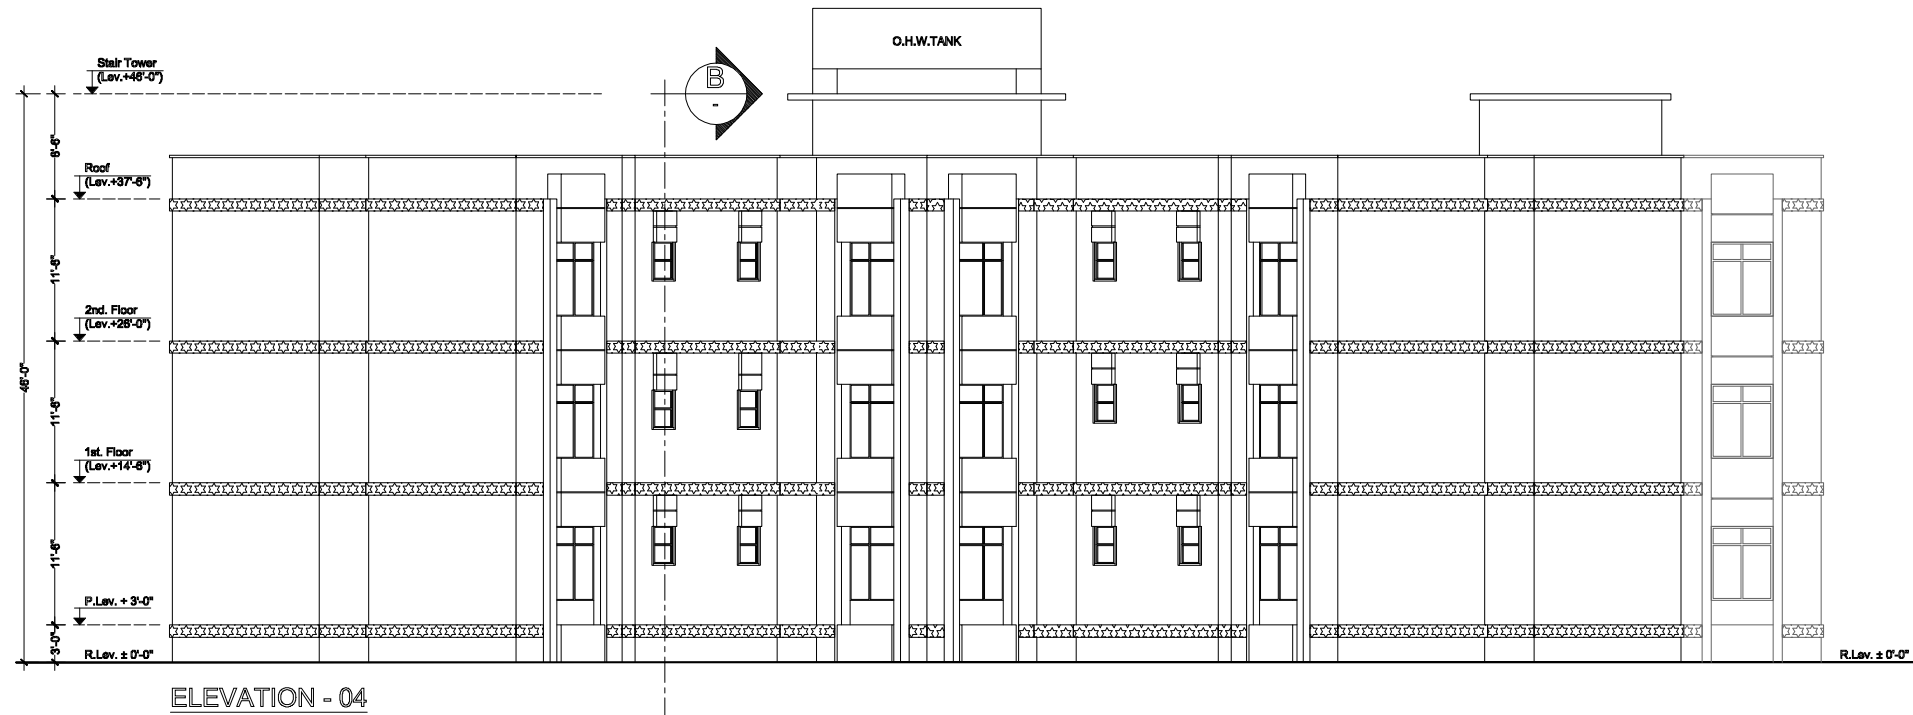 O.H.W.TANK
Stair Tower
(Lev.+46'-0")
B
-
8'-6"
Roof
(Lev.+37'-6")
11'-6"
2nd. Floor
(Lev.+26'-0")
46'-0"
11'-6"
1st. Floor
(Lev.+14'-6")
11'-6"
P.Lev. + 3'-0"
3'-0"
R.Lev. ± 0'-0"
R.Lev. ± 0'-0"
ELEVATION - 04